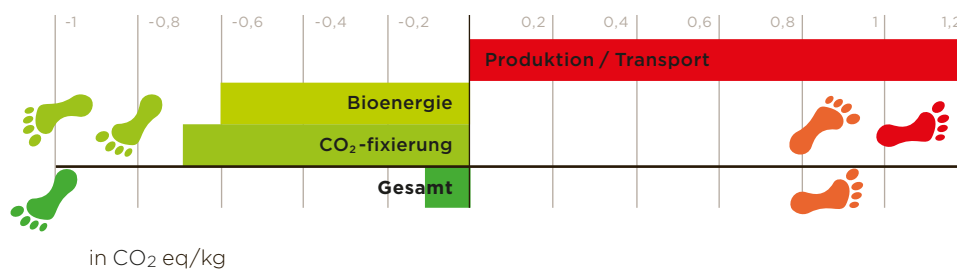 -1 -0,8 -0,6 -0,4 -0,2 0,2 0,4 0,6 0,8 1 1,2
Produktion / Transport
Bioenergie
CO₂-fixierung
Gesamt
in CO₂ eq/kg